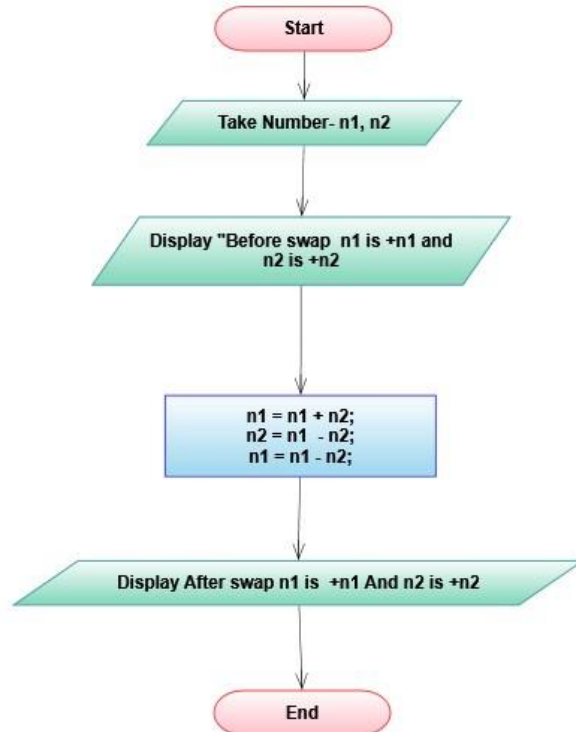 Start
Take Number- n1, n2
Display "Before swap n1 is +n1 and
n2 is +n2
n1 = n1 + n2;
n2 = n1 - n2;
n1 = n1 - n2;
Display After swap n1 is +n1 And n2 is +n2
End